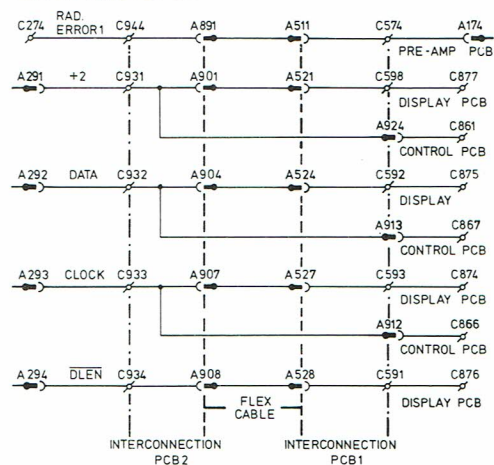 RAD.
C274 ERROR1 C944 A891 A511 C574 A174
PRE-AMP PCB
A291 +2 C931 A901 A521 C598 C877
DISPLAY PCB
A924 C861
CONTROL PCB
A292 DATA C932 A904 A524 C592 C875
DISPLAY
A913 C867
CONTROL PCB
A293 CLOCK C933 A907 A527 C593 C874
DISPLAY PCB
A912 C866
CONTROL PCB
A294 DLEN C934 A908 A528 C591 C876
DISPLAY PCB
FLEX
CABLE
INTERCONNECTION INTERCONNECTION
PCB2 PCB1